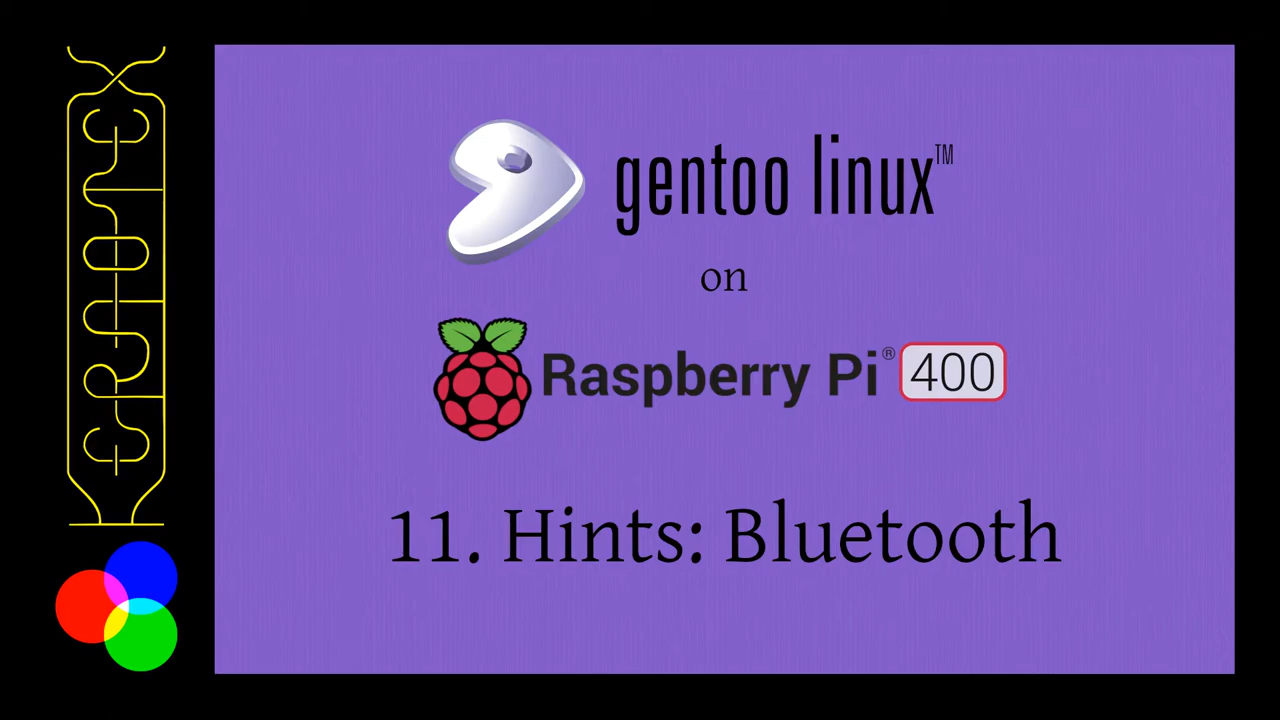 gentoo linux™
on
Raspberry Pi® 400
11. Hints: Bluetooth